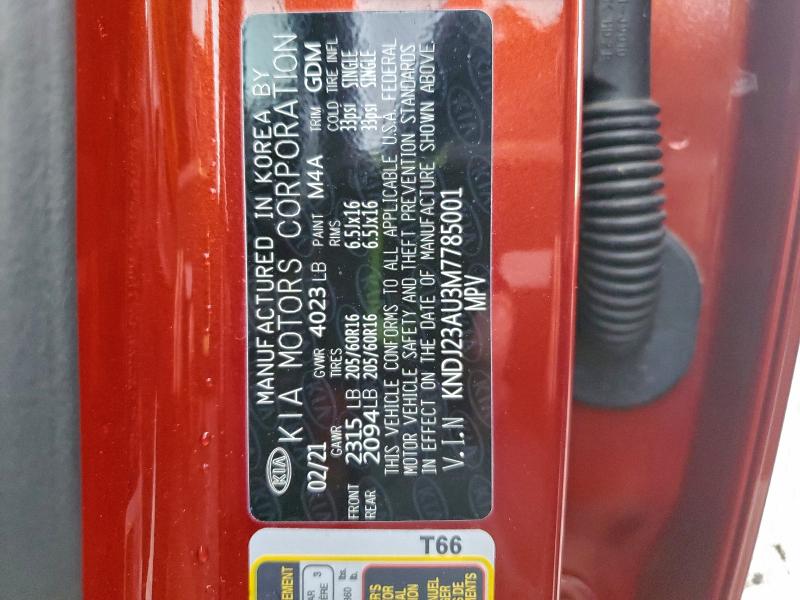 KIA MANUFACTURED IN KOREA BY
KIA MOTORS CORPORATION
02/21 GVWR 4023 LB PAINT M4A TRIM GDM
GAWR TIRES RIMS COLD TIRE INFL
FRONT 2315 LB 205/60R16 6.5Jx16 33psi SINGLE
REAR 2094 LB 205/60R16 6.5Jx16 33psi SINGLE
THIS VEHICLE CONFORMS TO ALL APPLICABLE U.S.A. FEDERAL
MOTOR VEHICLE SAFETY AND THEFT PREVENTION STANDARDS
IN EFFECT ON THE DATE OF MANUFACTURE SHOWN ABOVE.
V.I.N KNDJ23AU3M7785001
MPV
T66